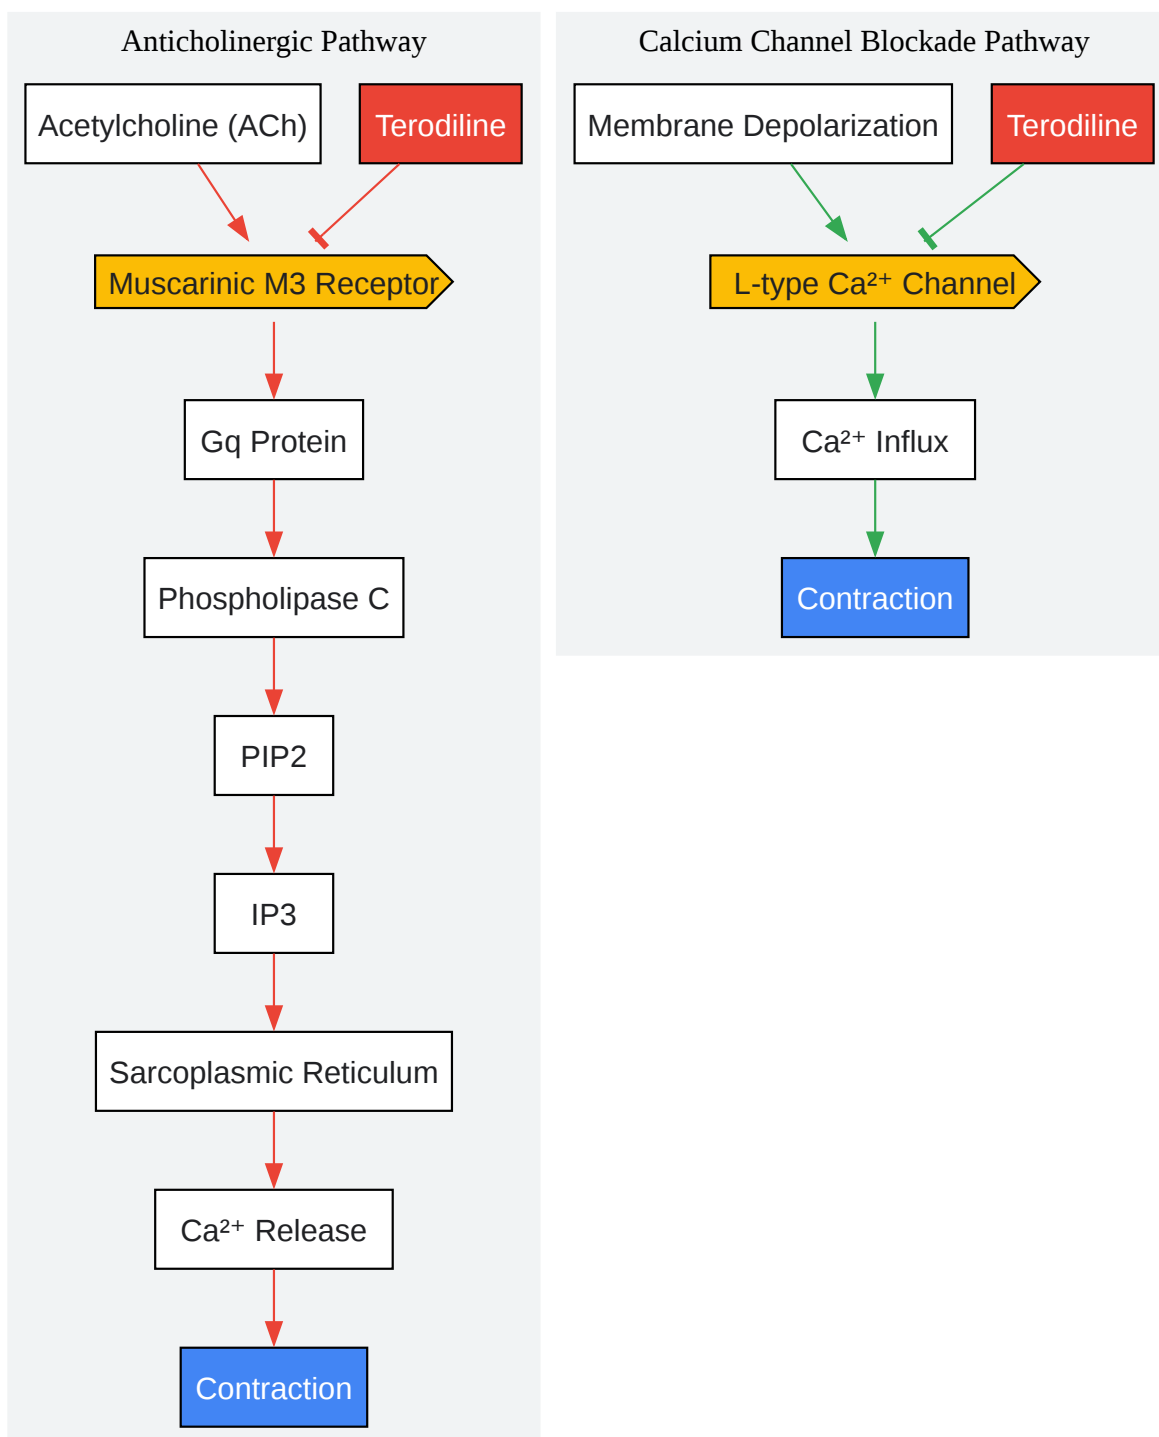 Anticholinergic Pathway
Acetylcholine (ACh)
Terodiline
Muscarinic M3 Receptor
Gq Protein
Phospholipase C
PIP2
IP3
Sarcoplasmic Reticulum
Ca²⁺ Release
Contraction
Calcium Channel Blockade Pathway
Membrane Depolarization
Terodiline
L-type Ca²⁺ Channel
Ca²⁺ Influx
Contraction